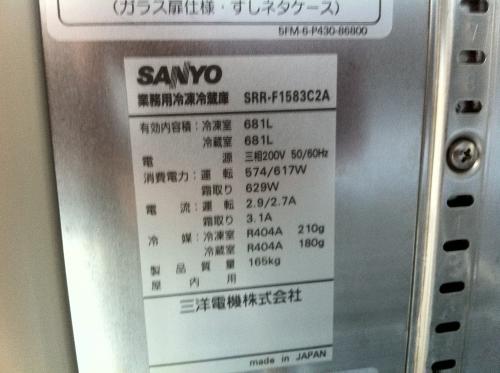 (ガラス扉仕様・すしネタケース)
5FM-6-P430-86800
SANYO
業務用冷凍冷蔵庫 SRR-F1583C2A
有効内容積：冷凍室 681L
冷蔵室 681L
電 源 三相200V 50/60Hz
消費電力：運 転 574/617W
霜取り 629W
電 流：運 転 2.9/2.7A
霜取り 3.1A
冷 媒：冷凍室 R404A 210g
冷蔵室 R404A 180g
製 品 質 量 165kg
屋 内 用
三洋電機株式会社
made in JAPAN